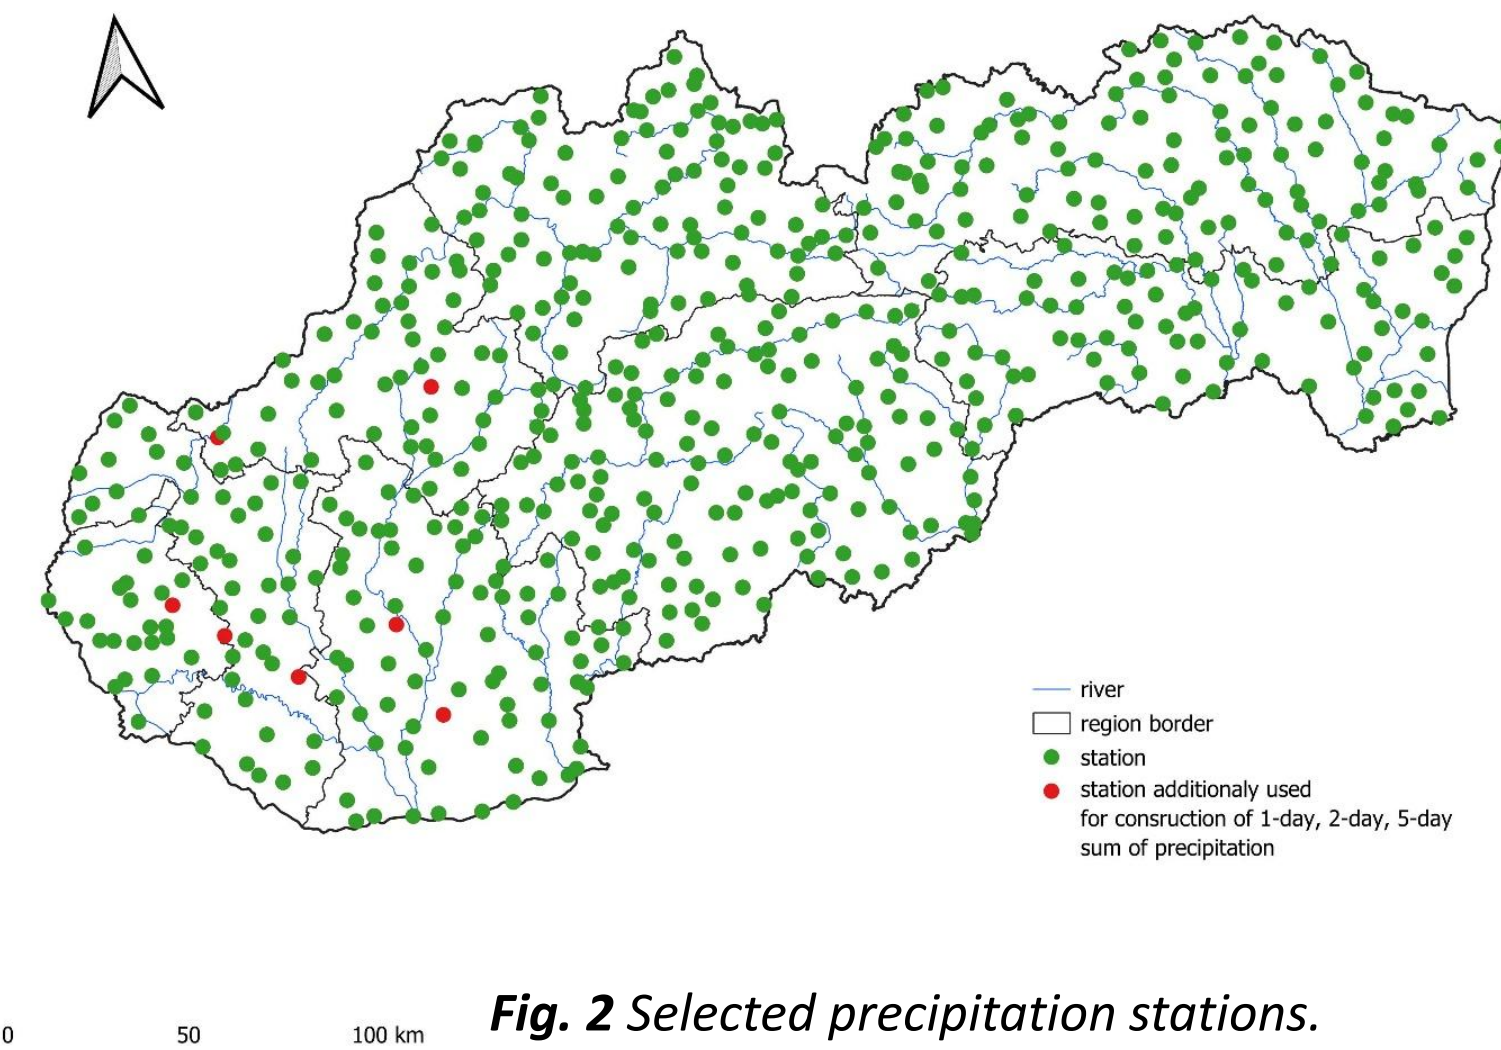 river
region border
station
station additionaly used
for consruction of 1-day, 2-day, 5-day
sum of precipitation
Fig. 2 Selected precipitation stations.
0 50 100 km